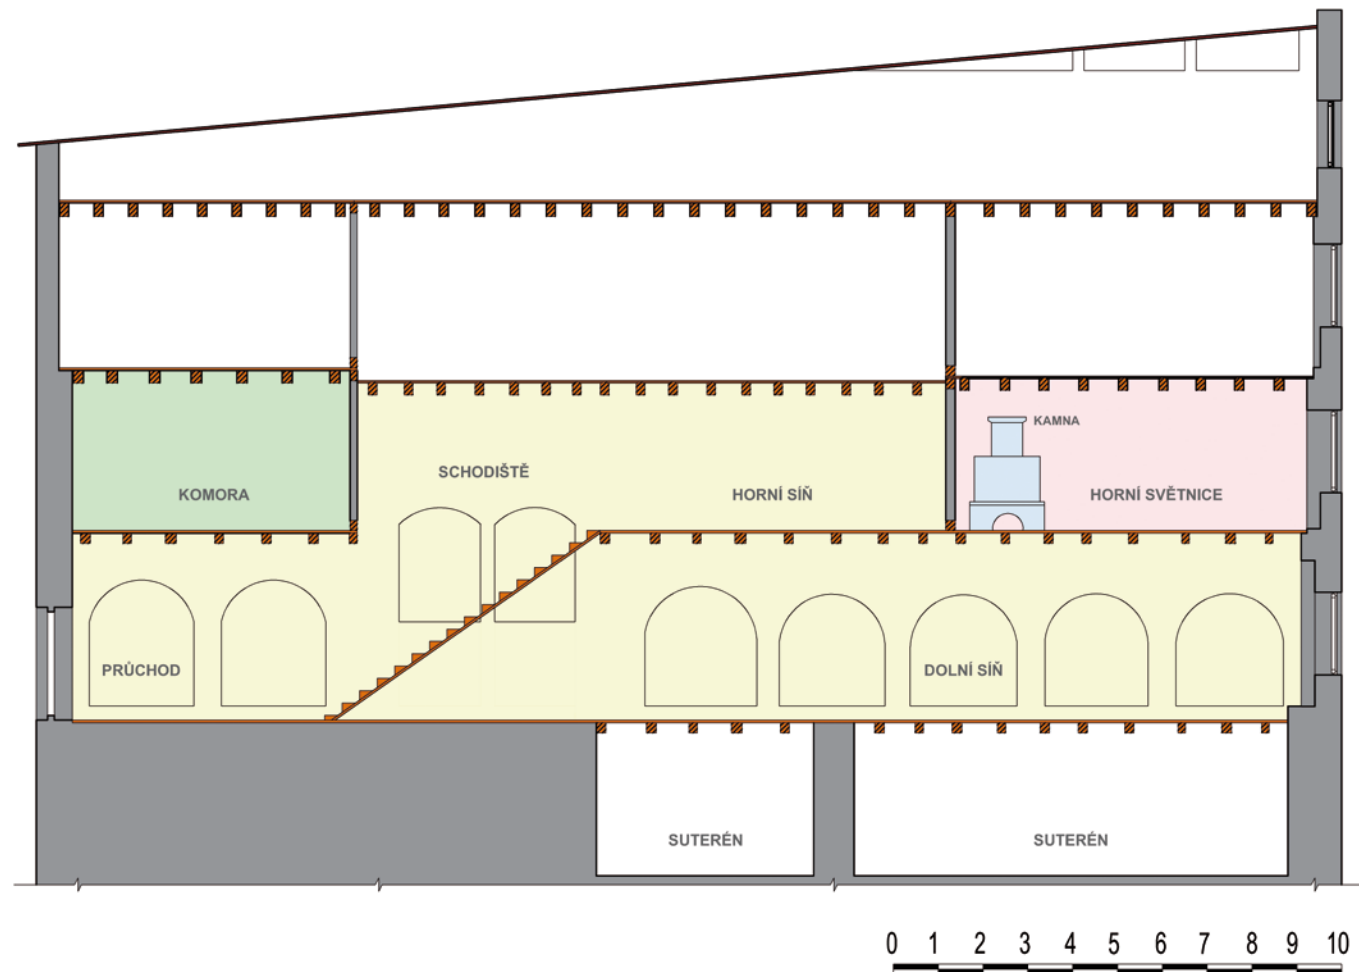 KAMNA
SCHODIŠTĚ
KOMORA
HORNÍ SÍŇ
HORNÍ SVĚTNICE
PRŮCHOD
DOLNÍ SÍŇ
SUTERÉN
SUTERÉN
0 1 2 3 4 5 6 7 8 9 10